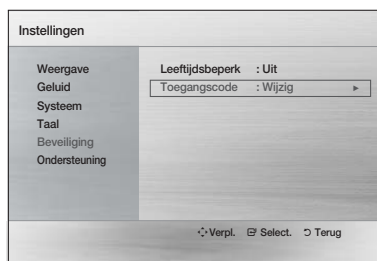 Instellingen
Weergave
Geluid
Systeem
Taal
Beveiliging
Ondersteuning
Leeftijdsbeperk : Uit
Toegangscode : Wijzig
Verpl. Select. Terug